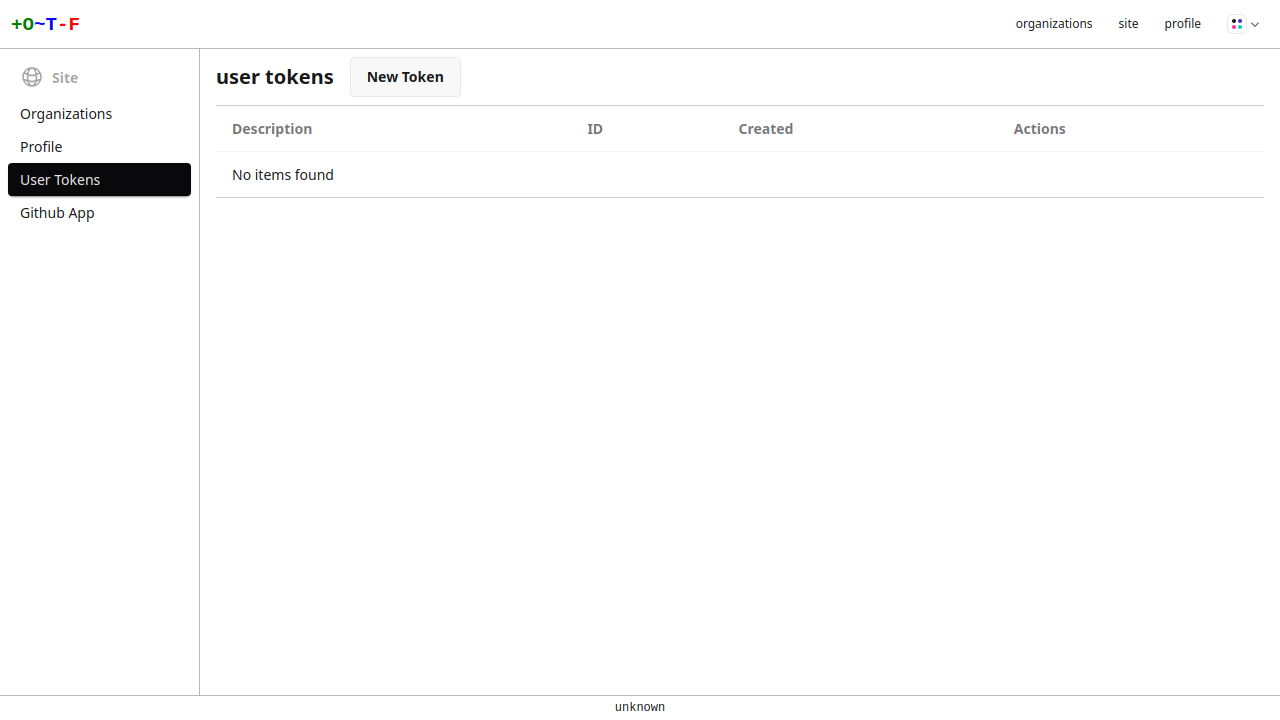 +O~T-F
organizations site profile
Site
Organizations
Profile
User Tokens
Github App
user tokens New Token
Description ID Created Actions
No items found
unknown